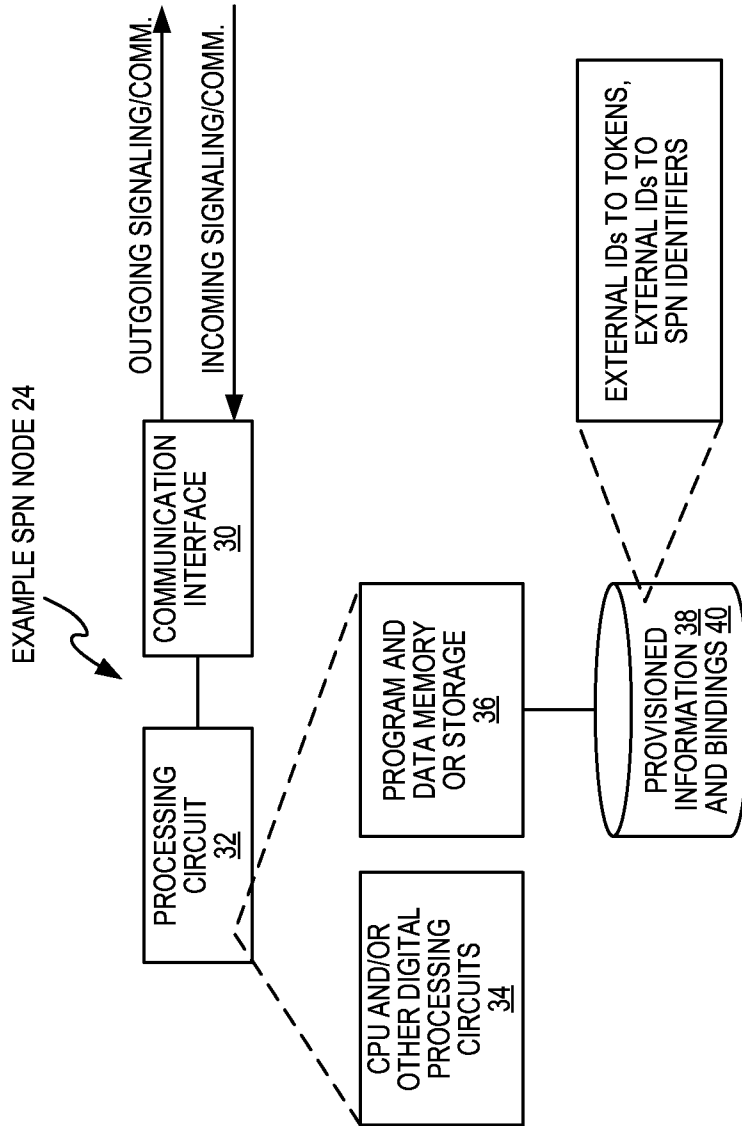 EXAMPLE SPN NODE 24
PROCESSING
CIRCUIT
32
COMMUNICATION
INTERFACE
30
OUTGOING SIGNALING/COMM.
INCOMING SIGNALING/COMM.
CPU AND/OR
OTHER DIGITAL
PROCESSING
CIRCUITS
34
PROGRAM AND
DATA MEMORY
OR STORAGE
36
PROVISIONED
INFORMATION 38
AND BINDINGS 40
EXTERNAL IDs TO TOKENS,
EXTERNAL IDs TO
SPN IDENTIFIERS